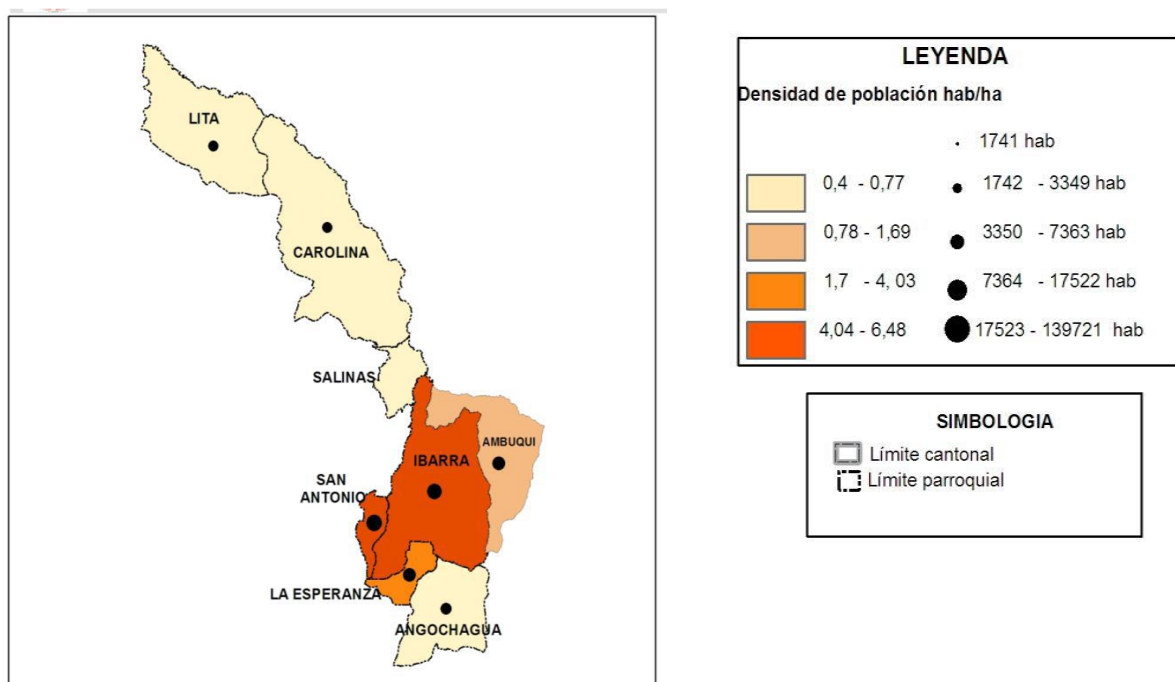 LITA
CAROLINA
SALINAS
AMBUQUI
IBARRA
SAN
ANTONIO
LA ESPERANZA
ANGOCHAGUA
LEYENDA
Densidad de población hab/ha
1741 hab
0,4 - 0,77 1742 - 3349 hab
0,78 - 1,69 3350 - 7363 hab
1,7 - 4, 03 7364 - 17522 hab
4,04 - 6,48 17523 - 139721 hab
SIMBOLOGIA
Límite cantonal
Límite parroquial